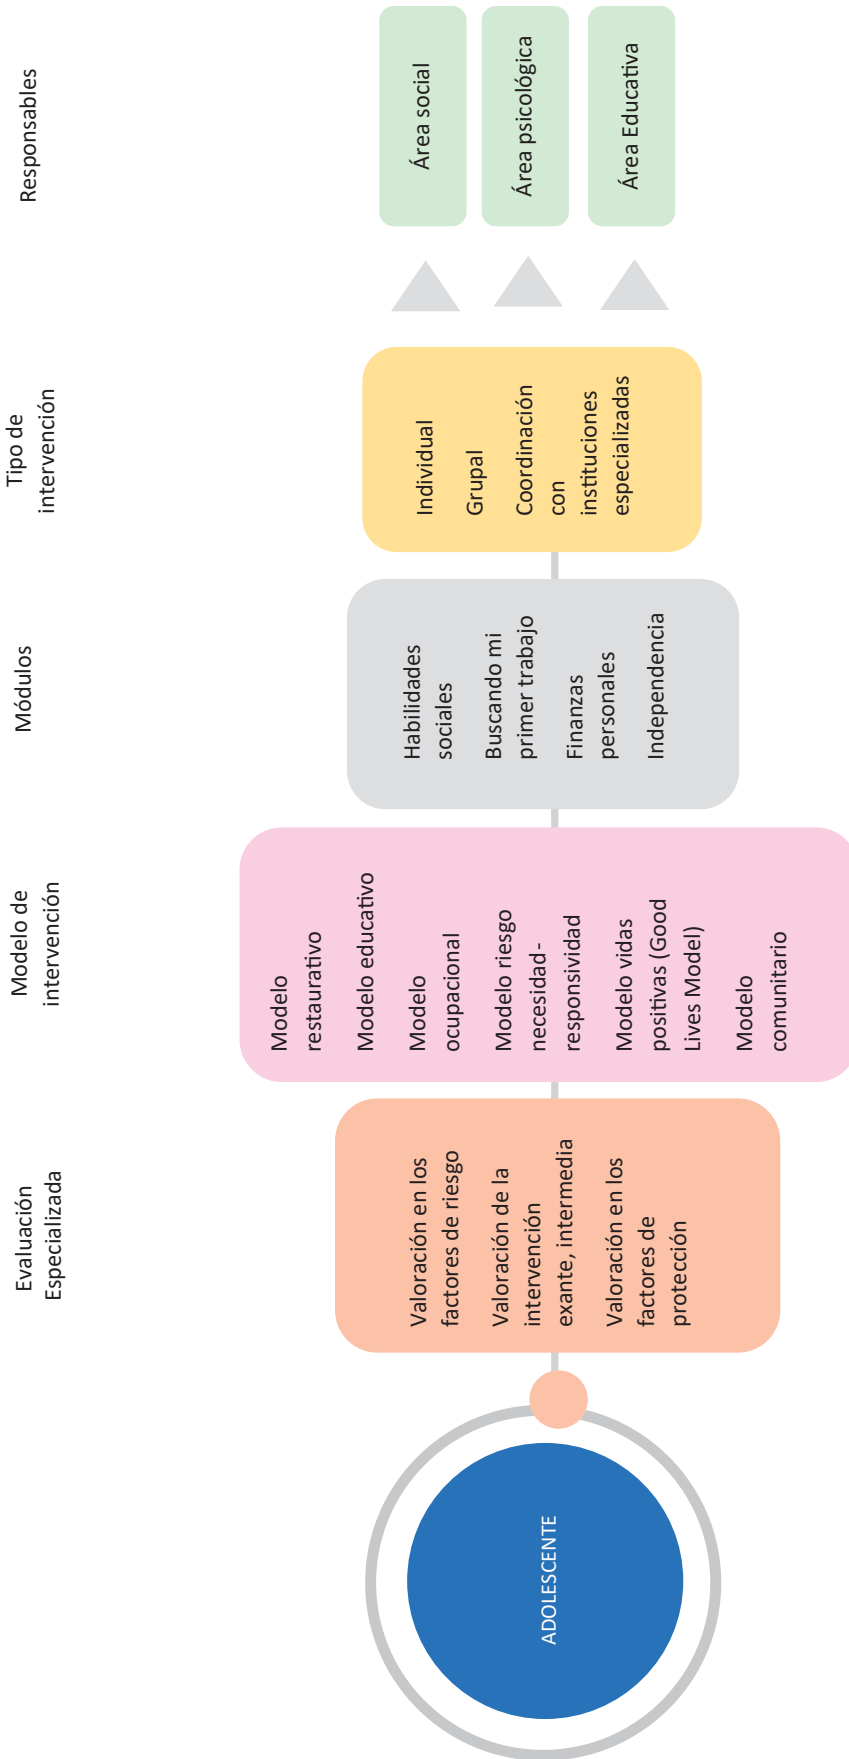 Evaluación
Especializada
Modelo de
intervención
Módulos
Tipo de
intervención
Responsables
ADOLESCENTE
Valoración en los
factores de riesgo
Valoración de la
intervención
exante, intermedia
Valoración en los
factores de
protección
Modelo
restaurativo
Modelo educativo
Modelo
ocupacional
Modelo riesgo
necesidad-
responsividad
Modelo vidas
positivas (Good
Lives Model)
Modelo
comunitario
Habilidades
sociales
Buscando mi
primer trabajo
Finanzas
personales
Independencia
Individual
Grupal
Coordinación
con
instituciones
especializadas
Área social
Área psicológica
Área Educativa